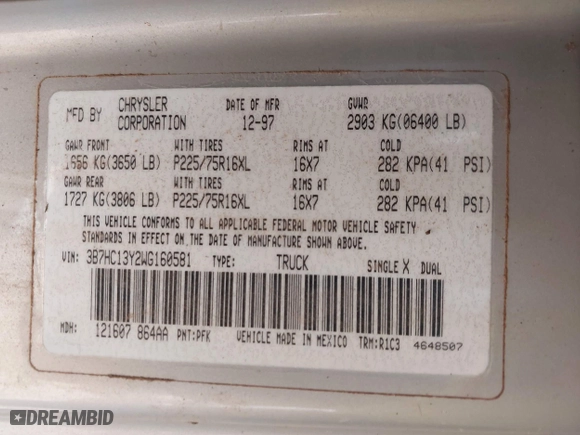 MFD BY CHRYSLER CORPORATION DATE OF MFR 12-97 GVWR 2903 KG(06400 LB)
GAWR FRONT WITH TIRES RIMS AT COLD
1656 KG(3650 LB) P225/75R16XL 16X7 282 KPA(41 PSI)
GAWR REAR WITH TIRES RIMS AT COLD
1727 KG(3806 LB) P225/75R16XL 16X7 282 KPA(41 PSI)
THIS VEHICLE CONFORMS TO ALL APPLICABLE FEDERAL MOTOR VEHICLE SAFETY
STANDARDS IN EFFECT ON THE DATE OF MANUFACTURE SHOWN ABOVE.
VIN: 3B7HC13Y2WG160581 TYPE: TRUCK SINGLE X DUAL
MDH: 121607 864AA PNT:PFK VEHICLE MADE IN MEXICO TRM:R1C3 4648507
DREAMBID